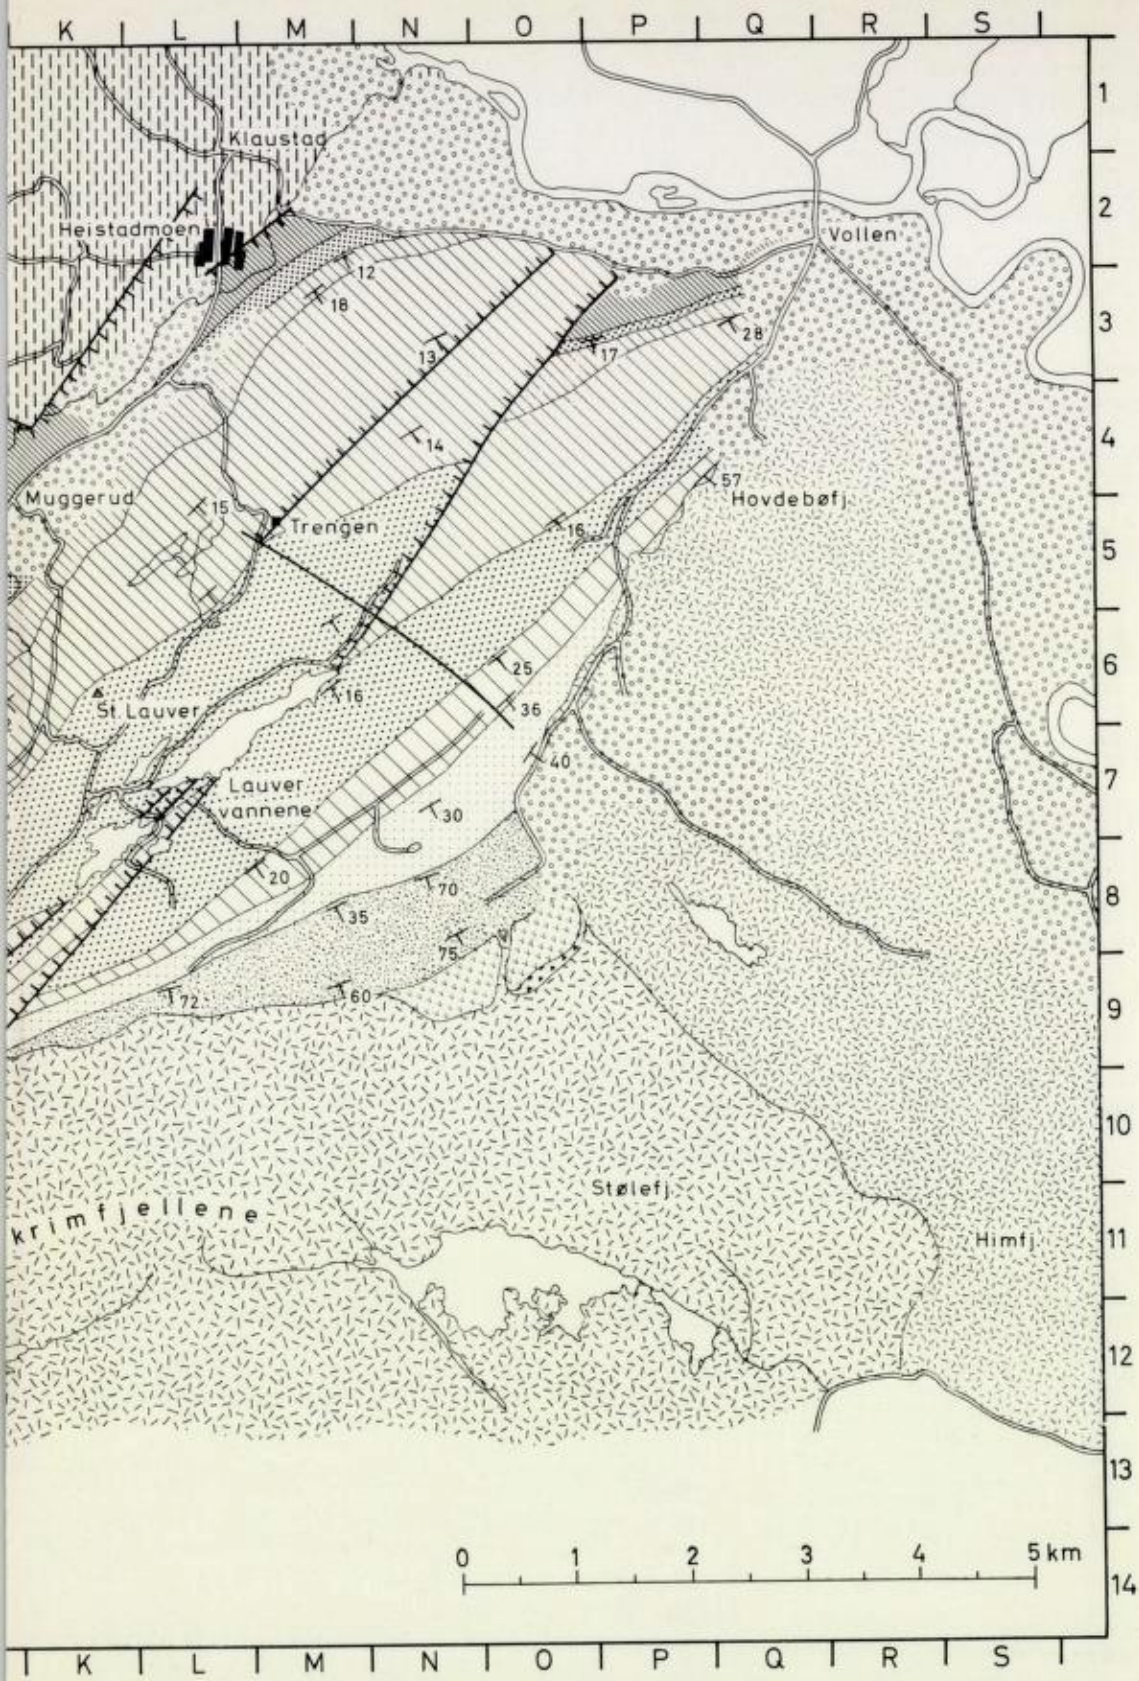 K L M N O P Q R S
1
Klaustad
2
Heistadmoen
Vollen
12
18
3
28
13
17
14
4
57
Muggerud
Hovdebøfj.
15
Trengen
16
5
25
6
16
36
St. Lauver
40
7
Lauver
vannene
30
20
70
8
35
75
72
60
9
10
Stølefj.
krimfjellene
Himfj.
11
12
13
0 1 2 3 4 5 km
14
K L M N O P Q R S